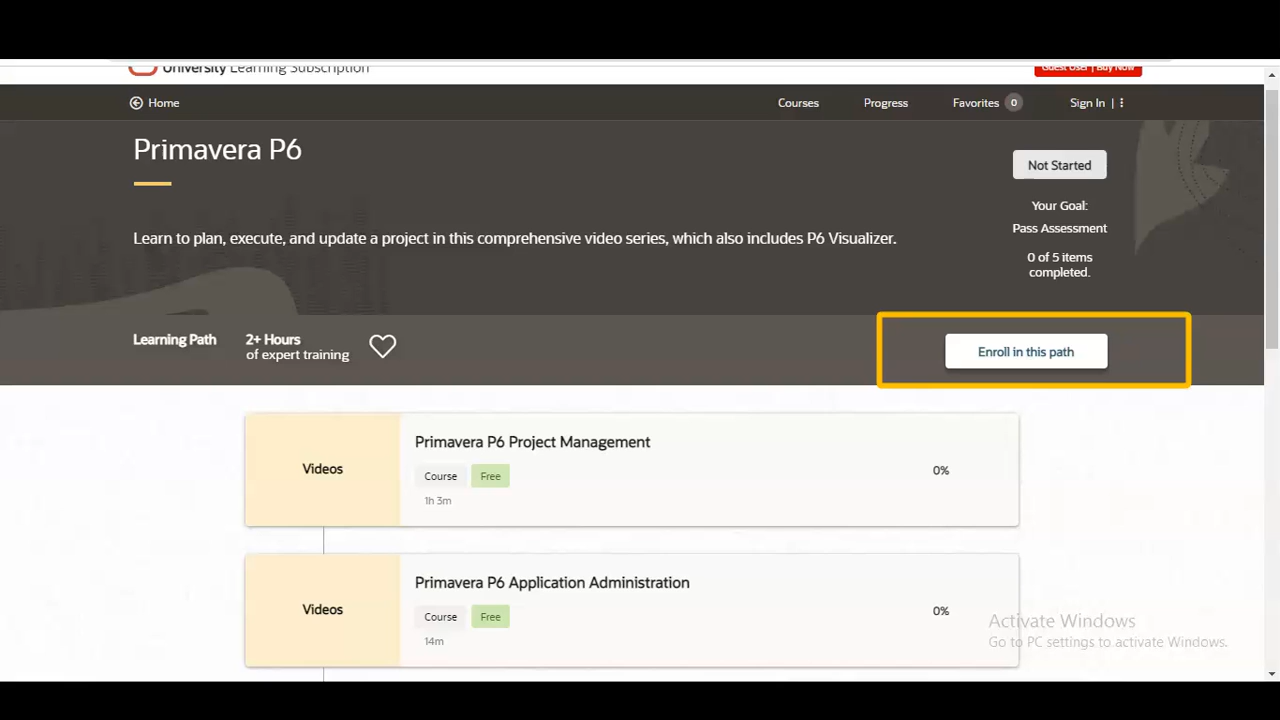 University Learning Subscription
Guest User | Buy Now
Home
Courses
Progress
Favorites 0
Sign In | ⋮
Primavera P6
Not Started
Your Goal:
Pass Assessment
Learn to plan, execute, and update a project in this comprehensive video series, which also includes P6 Visualizer.
0 of 5 items
completed.
Learning Path
2+ Hours
of expert training
Enroll in this path
Videos
Primavera P6 Project Management
Course
Free
0%
1h 3m
Videos
Primavera P6 Application Administration
Course
Free
0%
14m
Activate Windows
Go to PC settings to activate Windows.